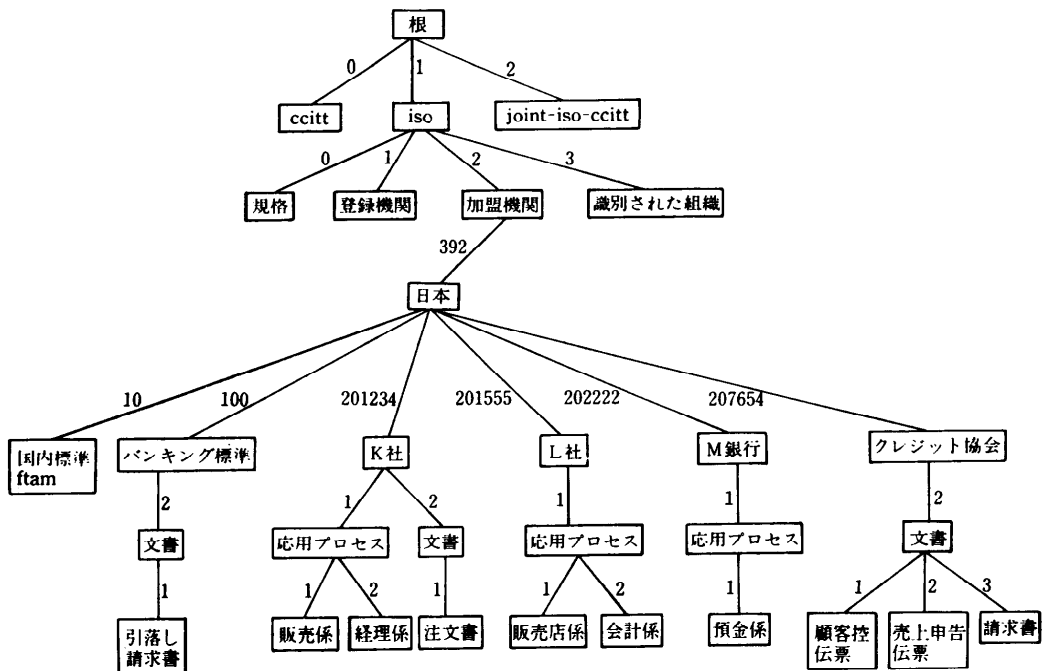 根
0 1 2
ccitt iso joint-iso-ccitt
0 1 2 3
規格 登録機関 加盟機関 識別された組織
392
日本
10 100 201234 201555 202222 207654
国内標準 バンキング標準 K社 L社 M銀行 クレジット協会
ftam
2 1 2 1 1 2
文書 応用プロセス 文書 応用プロセス 応用プロセス 文書
1 1 2 1 1 2 1 1 2 3
引落し 販売係 経理係 注文書 販売店係 会計係 預金係 顧客控 売上申告 請求書
請求書 伝票 伝票